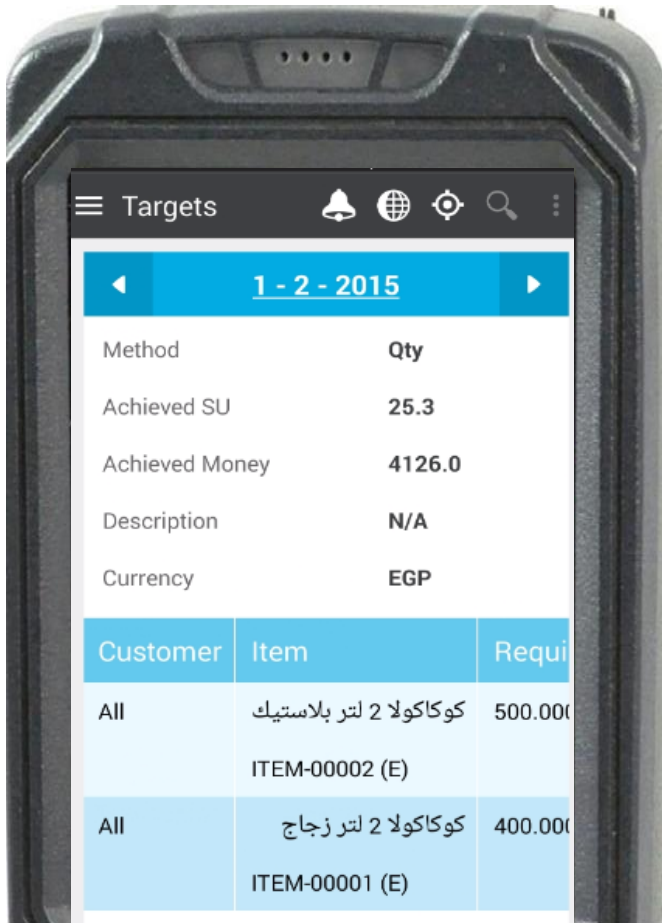 Targets
1 - 2 - 2015
Method Qty
Achieved SU 25.3
Achieved Money 4126.0
Description N/A
Currency EGP
Customer Item Requi
All كوكاكولا 2 لتر بلاستيك 500.000
ITEM-00002 (E)
All كوكاكولا 2 لتر زجاج 400.000
ITEM-00001 (E)